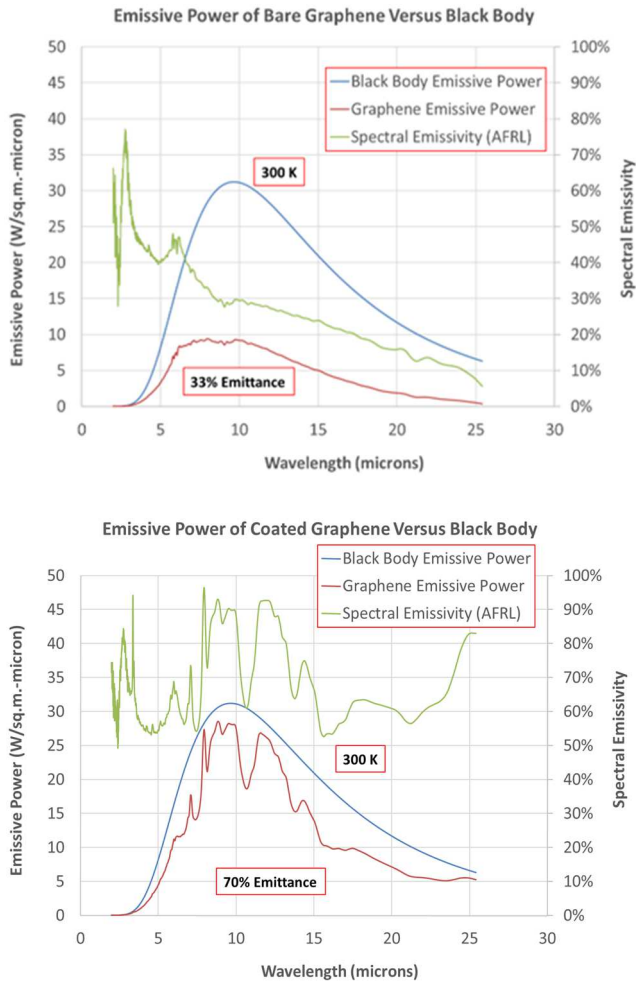 Emissive Power of Bare Graphene Versus Black Body
50
45
40
35
30
25
20
15
10
5
0
100%
90%
80%
70%
60%
50%
40%
30%
20%
10%
0%
Emissive Power (W/sq.m.-micron)
Spectral Emissivity
Black Body Emissive Power
Graphene Emissive Power
Spectral Emissivity (AFRL)
300 K
33% Emittance
0 5 10 15 20 25 30
Wavelength (microns)
Emissive Power of Coated Graphene Versus Black Body
Black Body Emissive Power
Graphene Emissive Power
Spectral Emissivity (AFRL)
50
45
40
35
30
25
20
15
10
5
0
100%
90%
80%
70%
60%
50%
40%
30%
20%
10%
0%
Emissive Power (W/sq.m.-micron)
Spectral Emissivity
300 K
70% Emittance
0 5 10 15 20 25 30
Wavelength (microns)